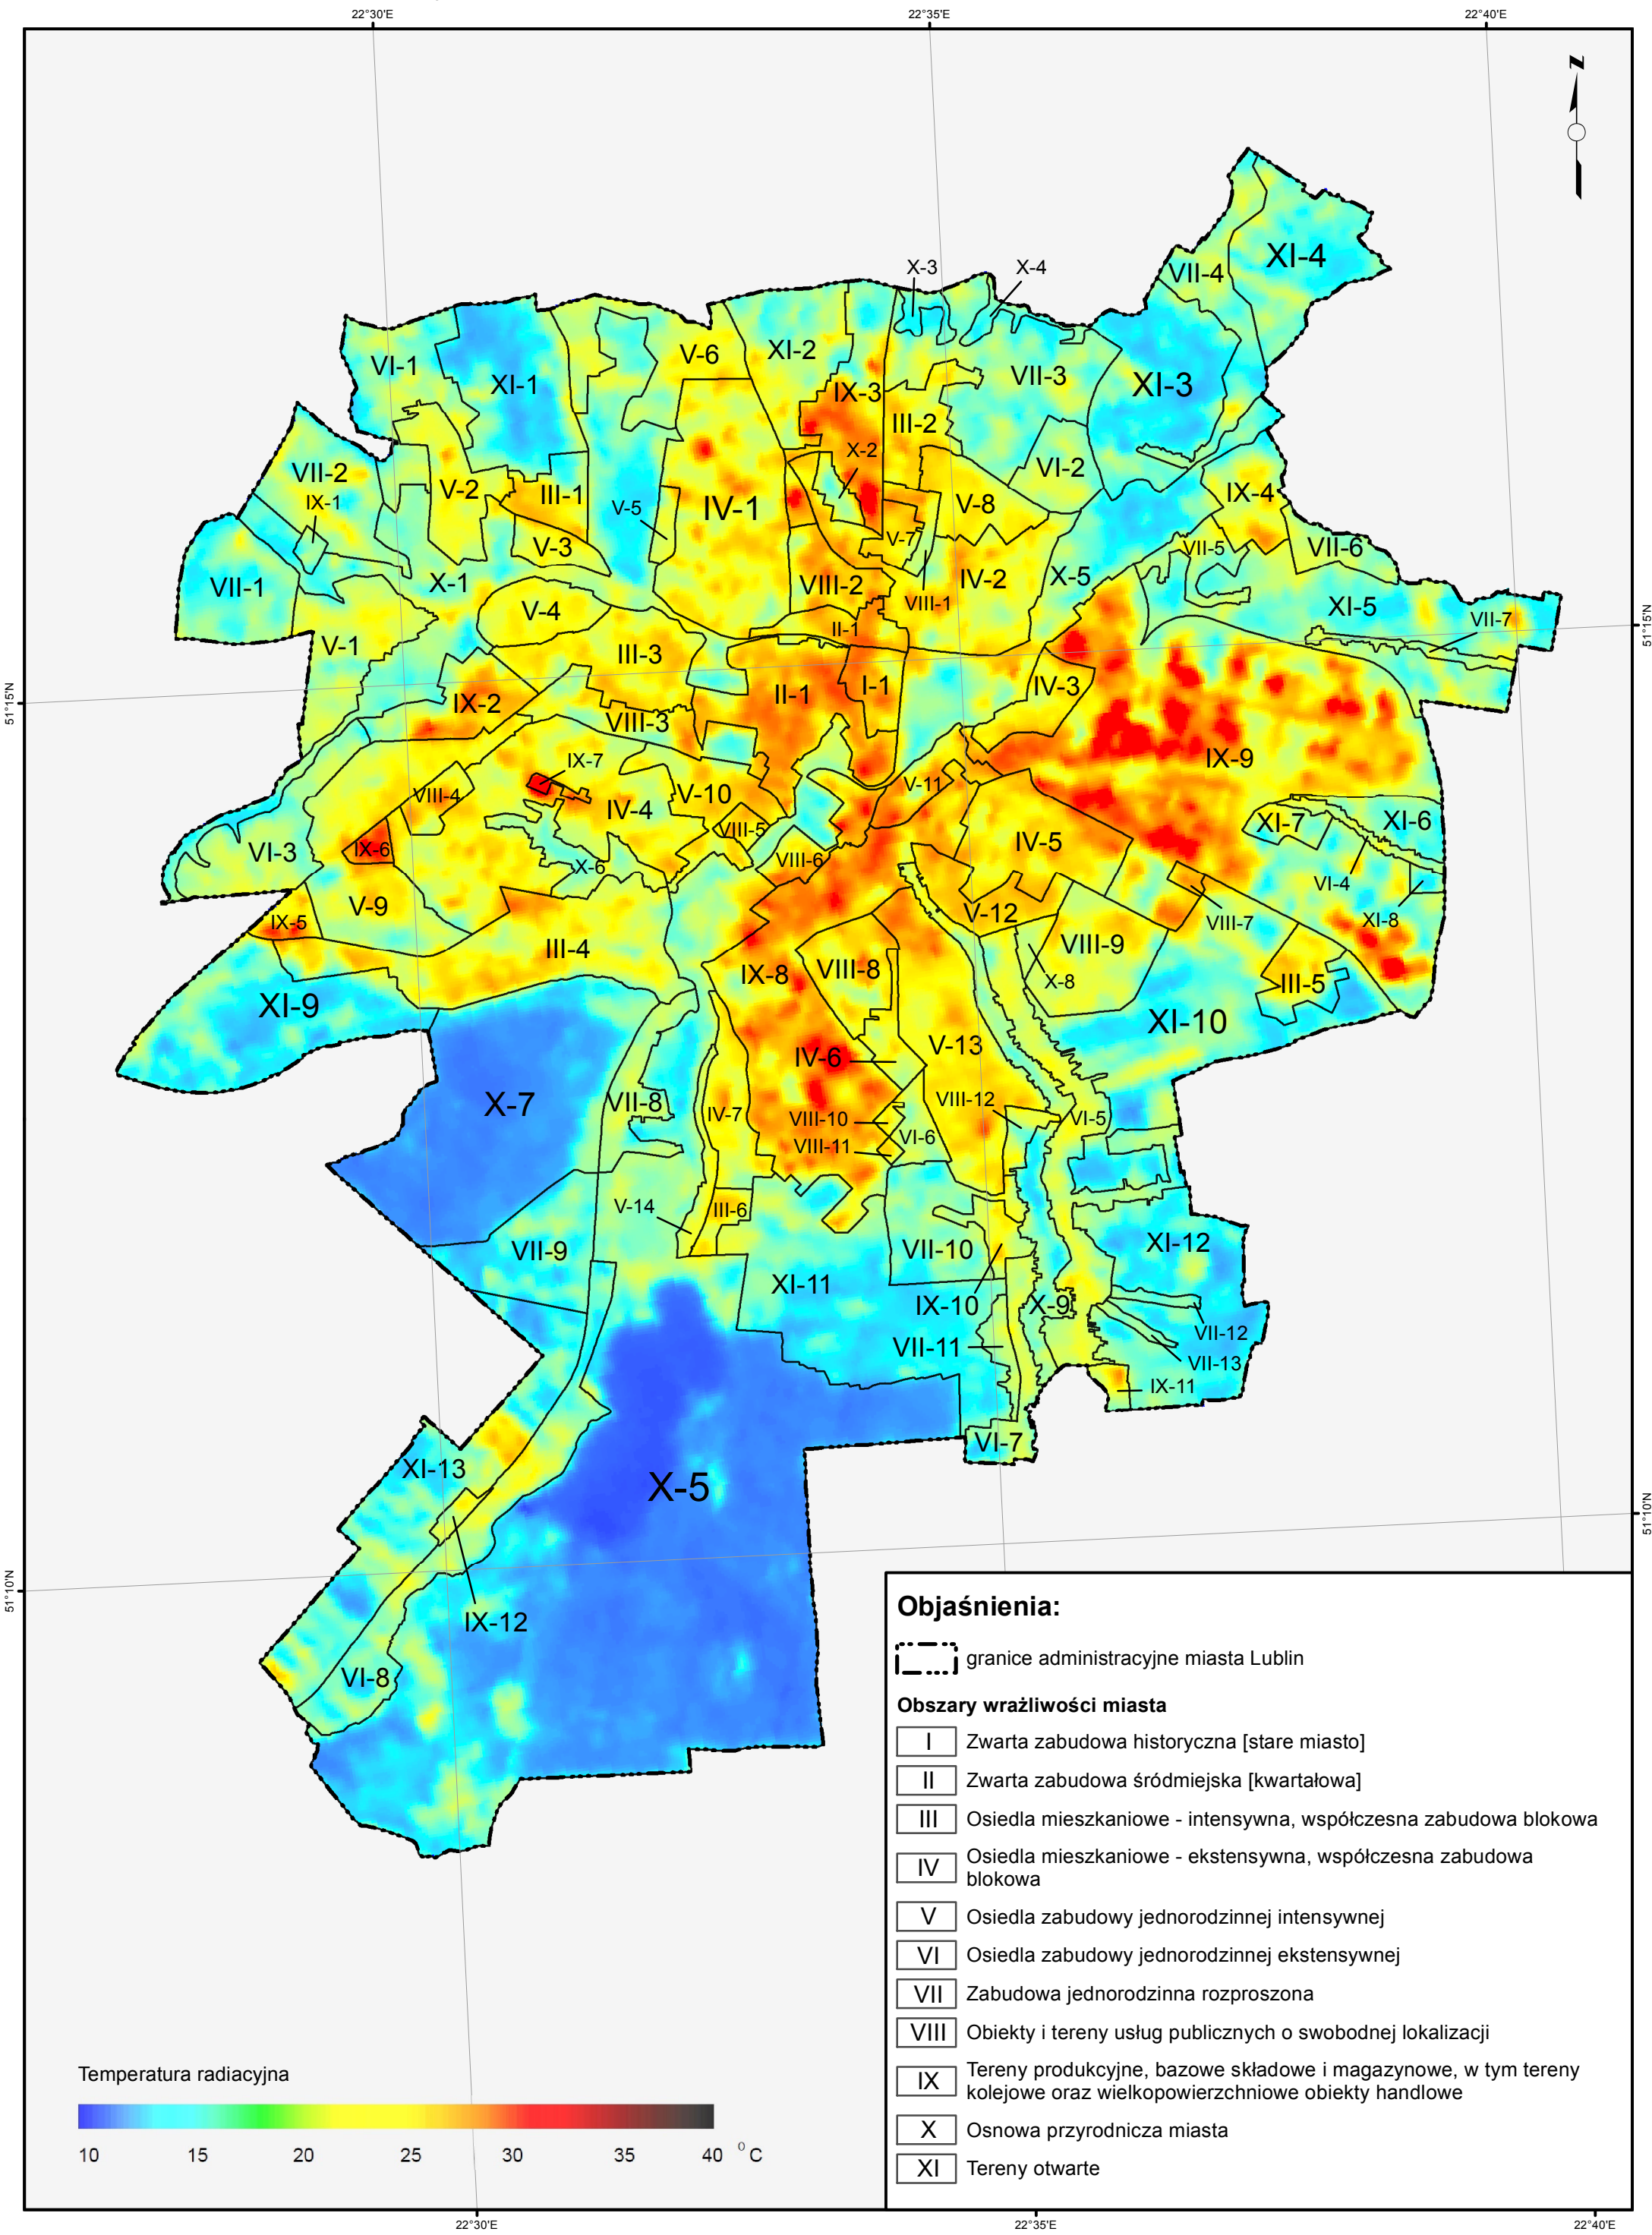 22°30'E 22°35'E 22°40'E
N
XI-4
VII-4
X-3 X-4
VI-1 XI-1 V-6 XI-2 VII-3 XI-3
IX-3 III-2
VII-2 V-2 III-1 X-2 VI-2
IX-1 V-5 IV-1 V-8 IX-4
V-3 V-7 VII-5 VII-6
VII-1 X-1 VIII-2 IV-2 X-5
V-4 VIII-1 XI-5
V-1 III-3 II-1 VII-7
51°15'N
51°15'N
IX-2 II-1 I-1 IV-3
VIII-3
IX-7 IX-9
VIII-4 IV-4 V-10 V-11
VIII-5 IV-5 XI-7 XI-6
VI-3 IX-6 X-6 VIII-6
VI-4
V-9 V-12 XI-8
IX-5 VIII-7
III-4 VIII-9
IX-8 VIII-8 X-8 III-5
XI-9 XI-10
V-13
IV-6
X-7 VII-8 IV-7 VIII-12
VIII-10 VI-6 VI-5
VIII-11
V-14 III-6
VII-9 VII-10 XI-12
XI-11
IX-10 X-9
VII-11 VII-12
VII-13
IX-11
VI-7
XI-13
X-5
51°10'N
51°10'N
IX-12
VI-8
Objaśnienia:
granice administracyjne miasta Lublin
Obszary wrażliwości miasta
I Zwarta zabudowa historyczna [stare miasto]
II Zwarta zabudowa śródmiejska [kwartałowa]
III Osiedla mieszkaniowe - intensywna, współczesna zabudowa blokowa
IV Osiedla mieszkaniowe - ekstensywna, współczesna zabudowa
blokowa
V Osiedla zabudowy jednorodzinnej intensywnej
VI Osiedla zabudowy jednorodzinnej ekstensywnej
VII Zabudowa jednorodzinna rozproszona
VIII Obiekty i tereny usług publicznych o swobodnej lokalizacji
IX Tereny produkcyjne, bazowe składowe i magazynowe, w tym tereny
kolejowe oraz wielkopowierzchniowe obiekty handlowe
X Osnowa przyrodnicza miasta
XI Tereny otwarte
Temperatura radiacyjna
10 15 20 25 30 35 40 °C
22°30'E 22°35'E 22°40'E